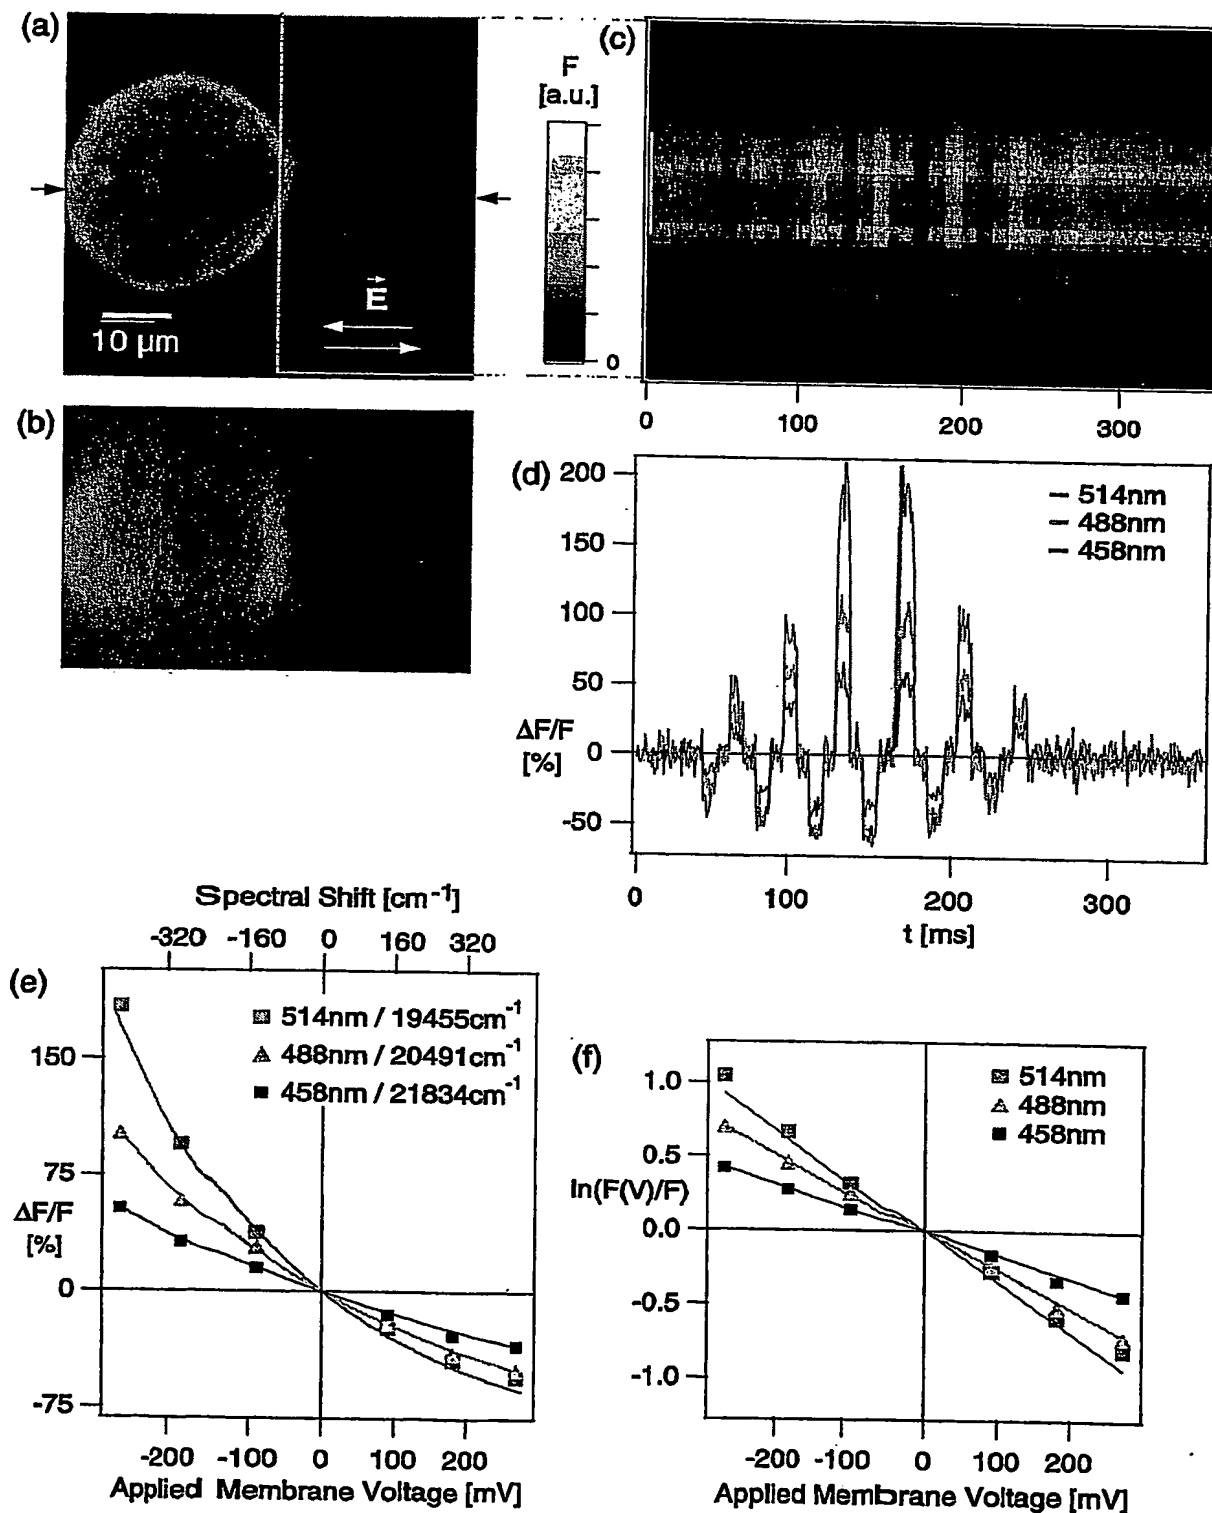 (a)
E
10 µm
F
[a.u.]
0
(c)
0 100 200 300
(b)
(d)
200
150
100
50
0
-50
ΔF/F
[%]
514nm
488nm
458nm
0 100 200 300
t [ms]
Spectral Shift [cm-1]
-320 -160 0 160 320
(e)
514nm / 19455cm-1
488nm / 20491cm-1
458nm / 21834cm-1
150
75
0
-75
ΔF/F
[%]
-200 -100 0 100 200
Applied Membrane Voltage [mV]
(f)
514nm
488nm
458nm
1.0
0.5
0.0
-0.5
-1.0
ln(F(V)/F)
-200 -100 0 100 200
Applied Membrane Voltage [mV]